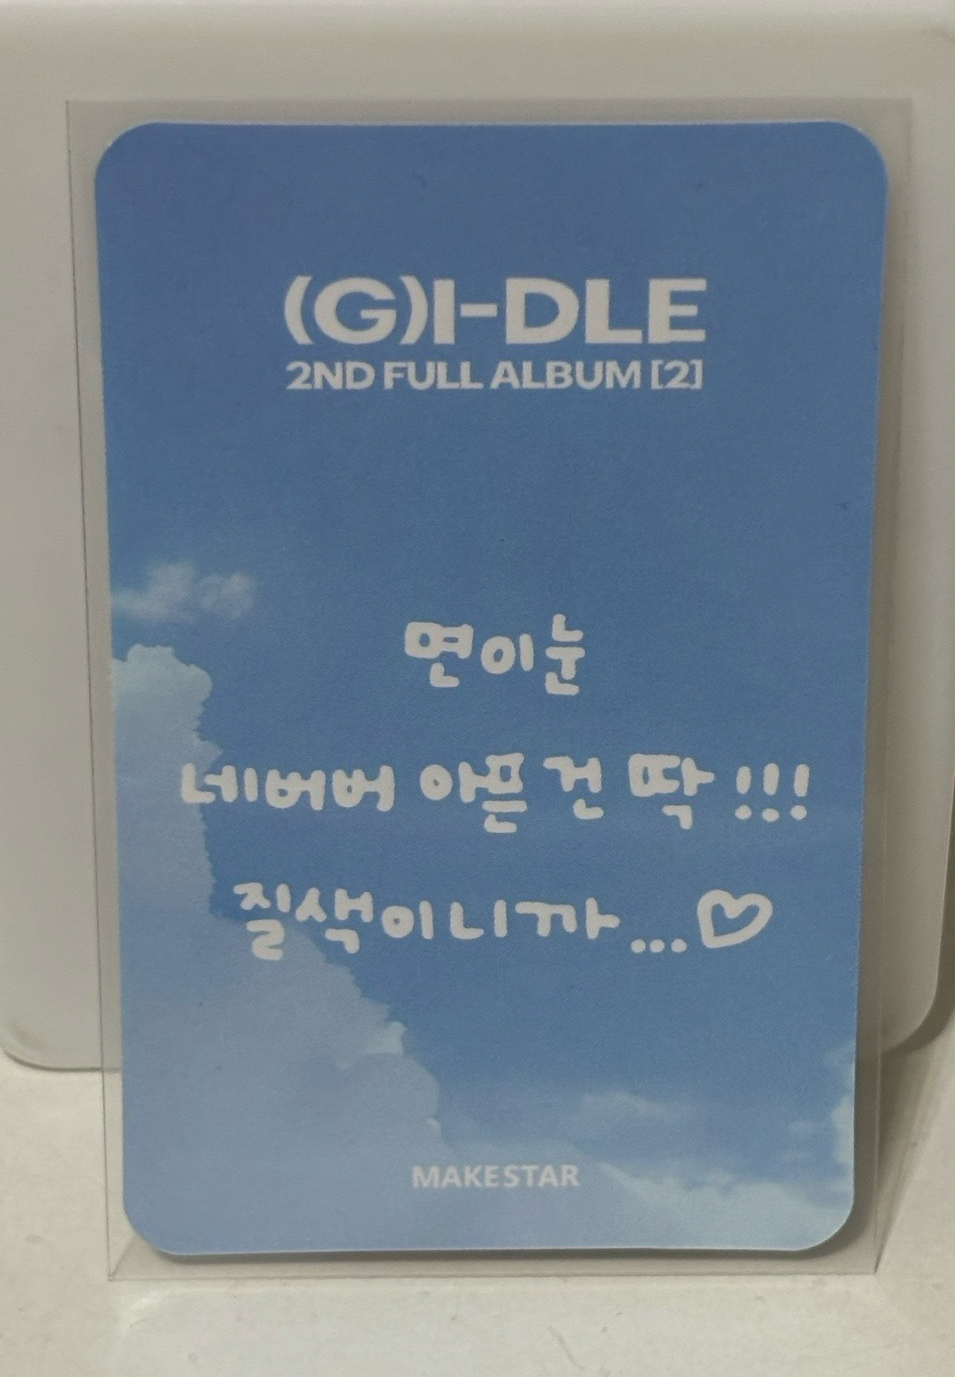 (G)I-DLE
2ND FULL ALBUM [2]
면이눈
네버버 아픈 건 딱 !!!
질색이니까...♡
MAKESTAR